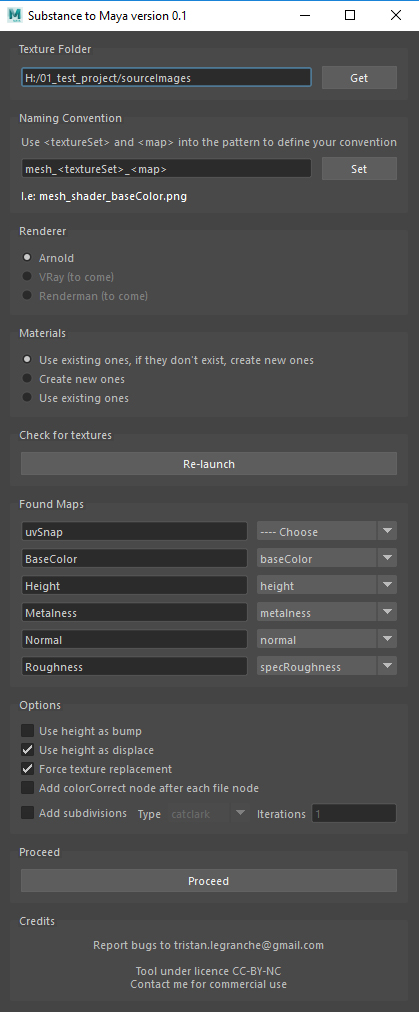 Substance to Maya version 0.1
Texture Folder
H:/01_test_project/sourceImages
Get
Naming Convention
Use <textureSet> and <map> into the pattern to define your convention
mesh_<textureSet>_<map>
Set
I.e: mesh_shader_baseColor.png
Renderer
Arnold
VRay (to come)
Renderman (to come)
Materials
Use existing ones, if they don't exist, create new ones
Create new ones
Use existing ones
Check for textures
Re-launch
Found Maps
uvSnap ---- Choose
BaseColor baseColor
Height height
Metalness metalness
Normal normal
Roughness specRoughness
Options
Use height as bump
Use height as displace
Force texture replacement
Add colorCorrect node after each file node
Add subdivisions Type catclark Iterations 1
Proceed
Proceed
Credits
Report bugs to tristan.legranche@gmail.com
Tool under licence CC-BY-NC
Contact me for commercial use